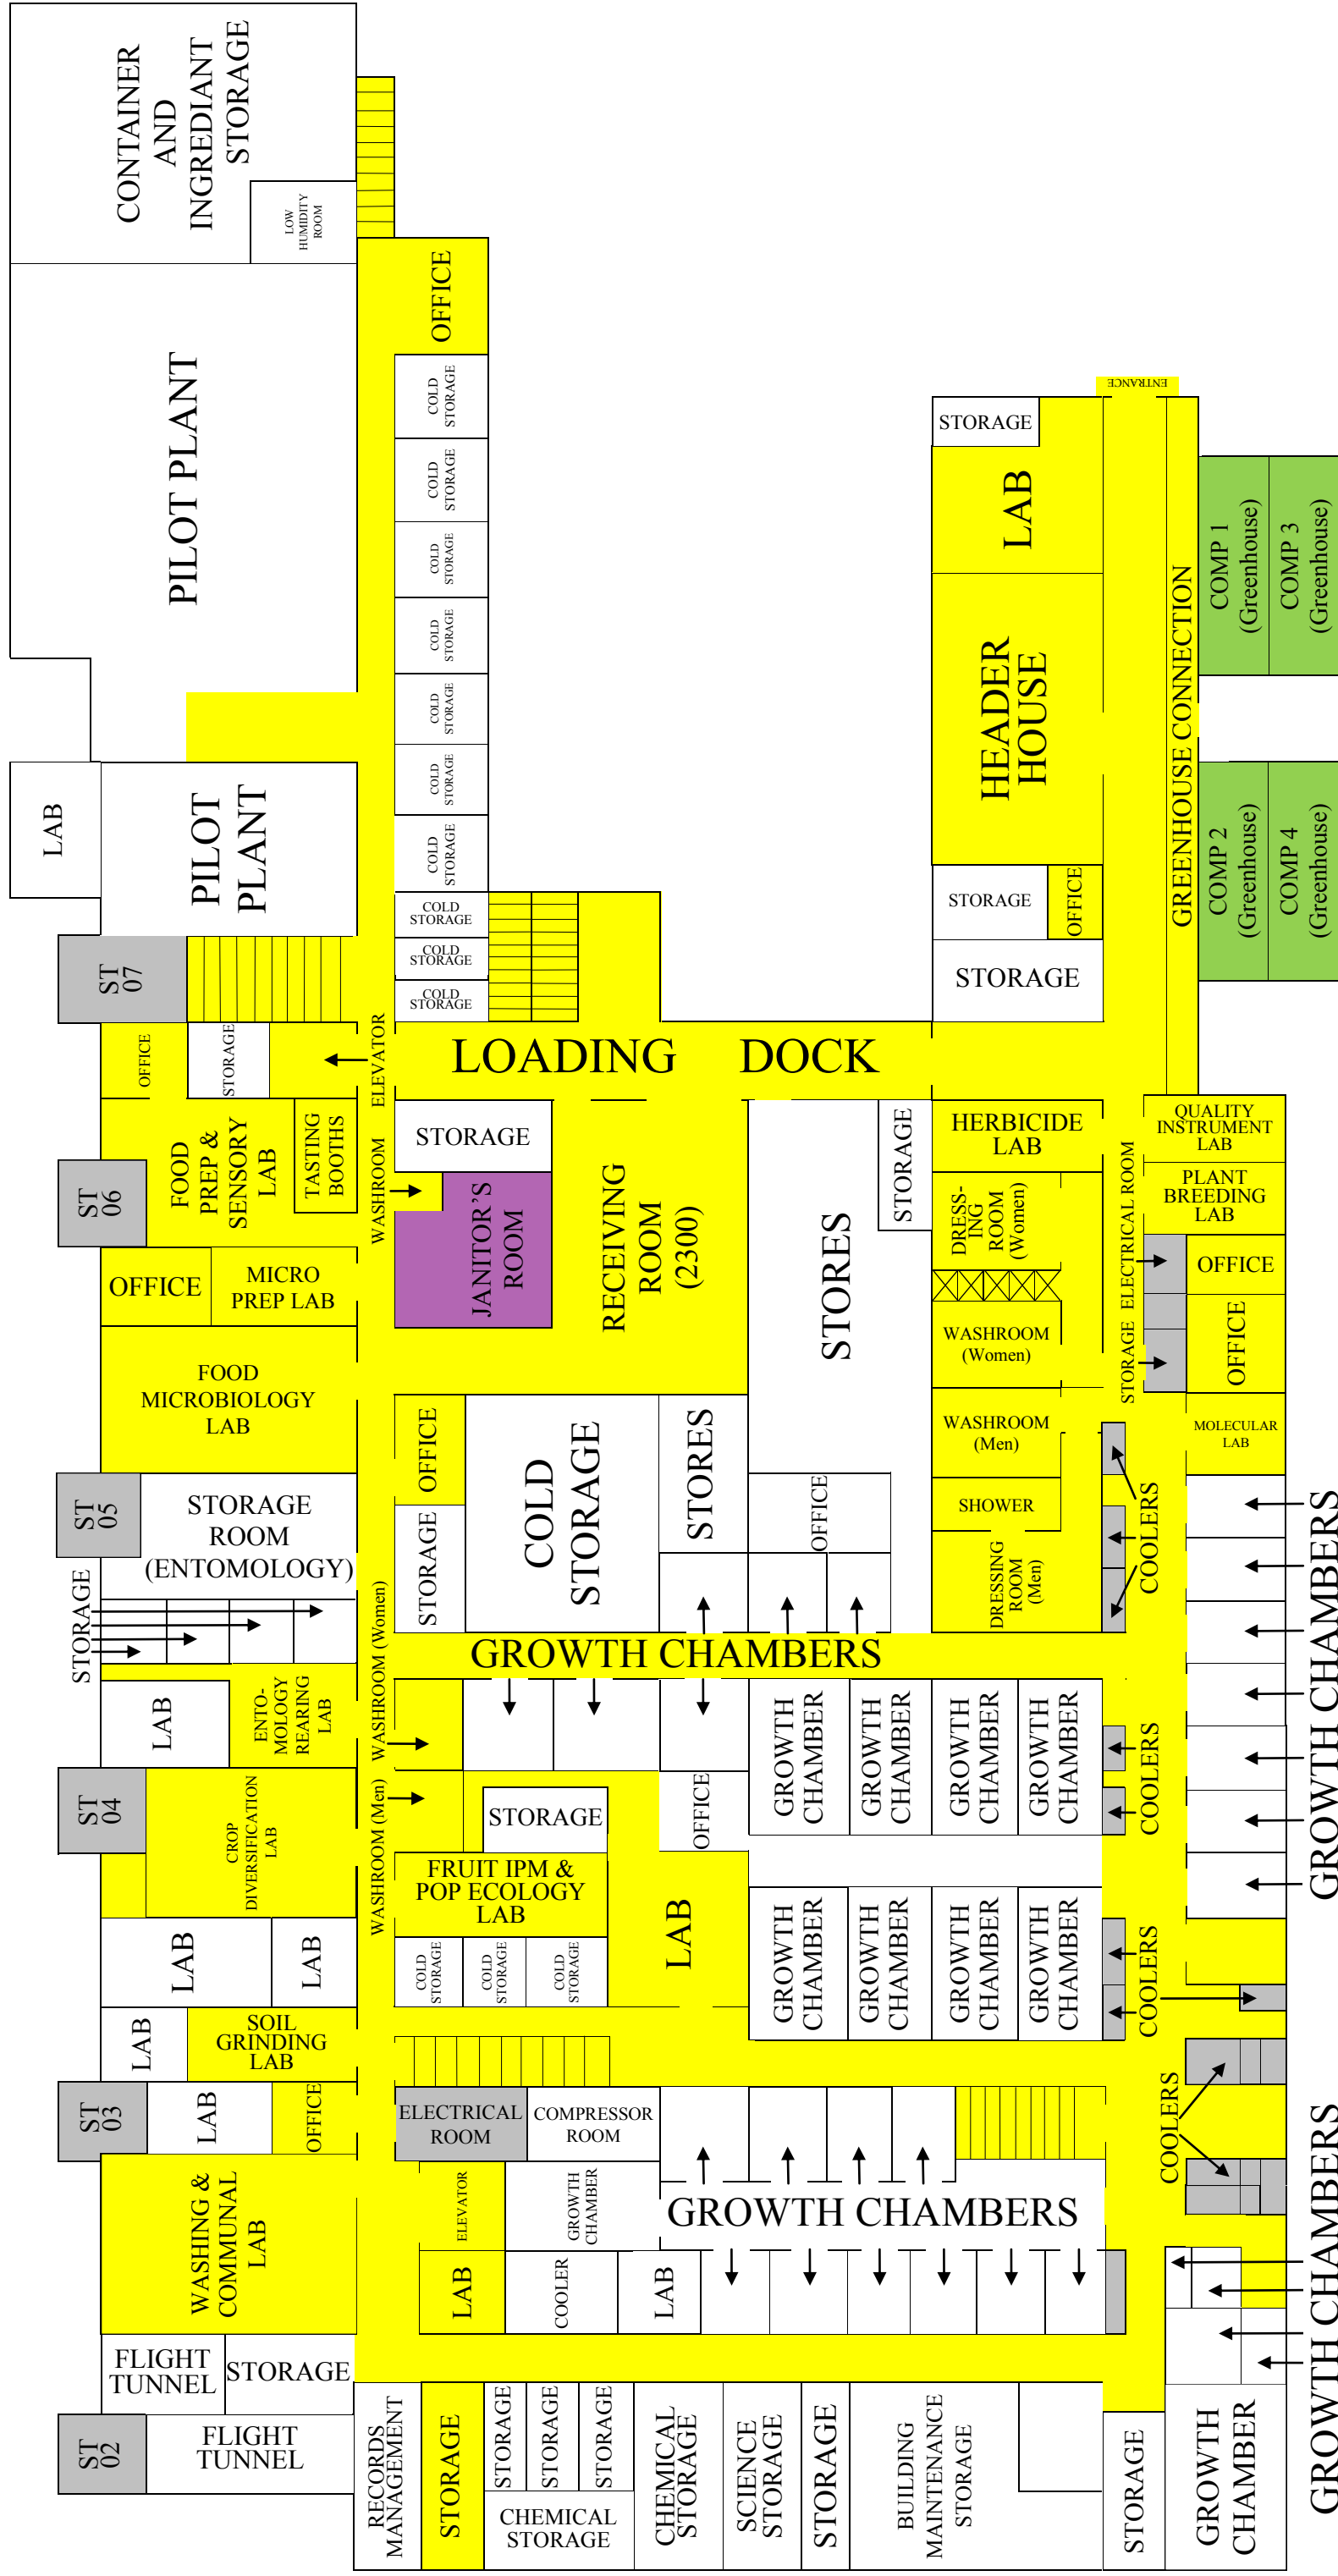 CONTAINER
AND
INGREDIANT
STORAGE
LOW
HUMIDITY
ROOM
PILOT PLANT
OFFICE
COLD
STORAGE
COLD
STORAGE
COLD
STORAGE
COLD
STORAGE
COLD
STORAGE
COLD
STORAGE
COLD
STORAGE
COLD
STORAGE
COLD
STORAGE
COLD
STORAGE
LAB
PILOT
PLANT
ST
07
ENTRANCE
STORAGE
LAB
HEADER
HOUSE
STORAGE
OFFICE
STORAGE
GREENHOUSE CONNECTION
COMP 1
(Greenhouse)
COMP 3
(Greenhouse)
COMP 2
(Greenhouse)
COMP 4
(Greenhouse)
OFFICE
STORAGE
ELEVATOR
LOADING DOCK
FOOD
PREP &
SENSORY
LAB
TASTING
BOOTHS
WASHROOM
STORAGE
JANITOR'S
ROOM
RECEIVING
ROOM
(2300)
STORES
STORAGE
HERBICIDE
LAB
QUALITY
INSTRUMENT
LAB
PLANT
BREEDING
LAB
ELECTRICAL ROOM
DRESS-
ING
ROOM
(Women)
ST
06
OFFICE
MICRO
PREP LAB
OFFICE
WASHROOM
(Women)
STORAGE
OFFICE
FOOD
MICROBIOLOGY
LAB
OFFICE
COLD
STORAGE
STORES
OFFICE
WASHROOM
(Men)
SHOWER
DRESSING
ROOM
(Men)
COOLERS
MOLECULAR
LAB
ST
05
STORAGE
ROOM
(ENTOMOLOGY)
STORAGE
STORAGE
GROWTH CHAMBERS
GROWTH CHAMBERS
WASHROOM (Women)
LAB
ENTO-
MOLOGY
REARING
LAB
GROWTH
CHAMBER
GROWTH
CHAMBER
GROWTH
CHAMBER
GROWTH
CHAMBER
COOLERS
ST
04
CROP
DIVERSIFICATION
LAB
WASHROOM (Men)
STORAGE
OFFICE
FRUIT IPM &
POP ECOLOGY
LAB
LAB
LAB
LAB
COLD
STORAGE
COLD
STORAGE
COLD
STORAGE
GROWTH
CHAMBER
GROWTH
CHAMBER
GROWTH
CHAMBER
GROWTH
CHAMBER
COOLERS
LAB
SOIL
GRINDING
LAB
ST
03
LAB
OFFICE
ELECTRICAL
ROOM
COMPRESSOR
ROOM
COOLERS
WASHING &
COMMUNAL
LAB
ELEVATOR
GROWTH
CHAMBER
GROWTH CHAMBERS
LAB
COOLER
LAB
GROWTH CHAMBERS
FLIGHT
TUNNEL
STORAGE
ST
02
FLIGHT
TUNNEL
RECORDS
MANAGEMENT
STORAGE
STORAGE
STORAGE
STORAGE
CHEMICAL
STORAGE
CHEMICAL
STORAGE
SCIENCE
STORAGE
STORAGE
BUILDING
MAINTENANCE
STORAGE
STORAGE
GROWTH
CHAMBER